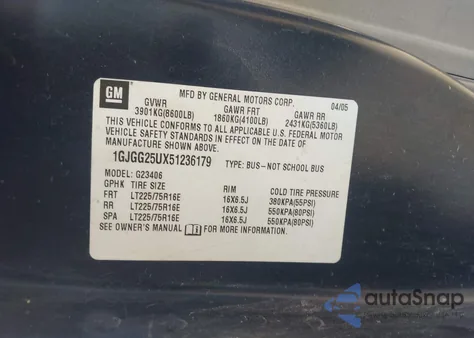 GM
MFD BY GENERAL MOTORS CORP. 04/05
GVWR GAWR FRT GAWR RR
3901KG(8600LB) 1860KG(4100LB) 2431KG(5360LB)
THIS VEHICLE CONFORMS TO ALL APPLICABLE U.S. FEDERAL MOTOR
VEHICLE SAFETY STANDARDS IN EFFECT ON THE DATE OF
MANUFACTURE SHOWN ABOVE.
1GJGG25UX51236179 TYPE: BUS-NOT SCHOOL BUS
MODEL: G23406
GPHK TIRE SIZE RIM COLD TIRE PRESSURE
FRT LT225/75R16E 16X6.5J 380KPA(55PSI)
RR LT225/75R16E 16X6.5J 550KPA(80PSI)
SPA LT225/75R16E 16X6.5J 550KPA(80PSI)
SEE OWNER'S MANUAL FOR MORE INFORMATION.
autoSnap
POWERED BY